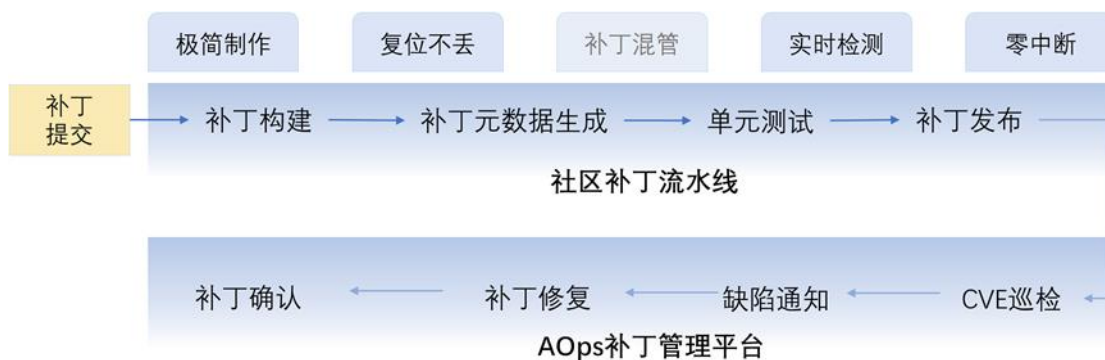 极简制作
复位不丢
补丁混管
实时检测
零中断
补丁
提交
补丁构建
补丁元数据生成
单元测试
补丁发布
社区补丁流水线
补丁确认
补丁修复
缺陷通知
CVE巡检
AOps补丁管理平台